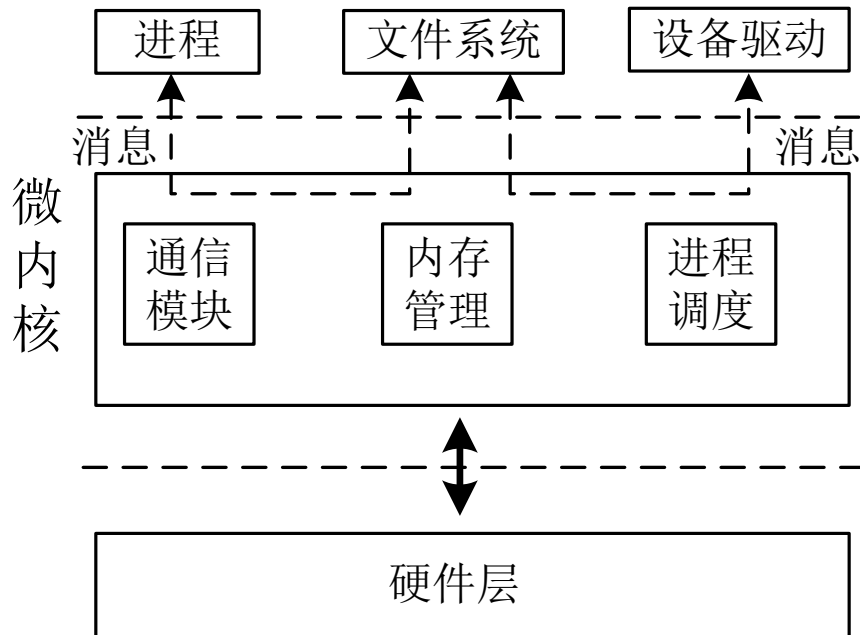 进程
文件系统
设备驱动
消息
消息
微
内
核
通信
模块
内存
管理
进程
调度
硬件层